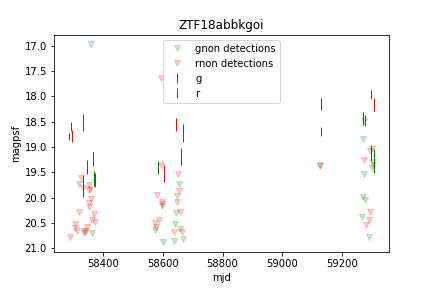 ZTF18abbkgoi
gnon detections
rnon detections
g
r
17.0
17.5
18.0
18.5
19.0
19.5
20.0
20.5
21.0
magpsf
58400
58600
58800
59000
59200
mjd